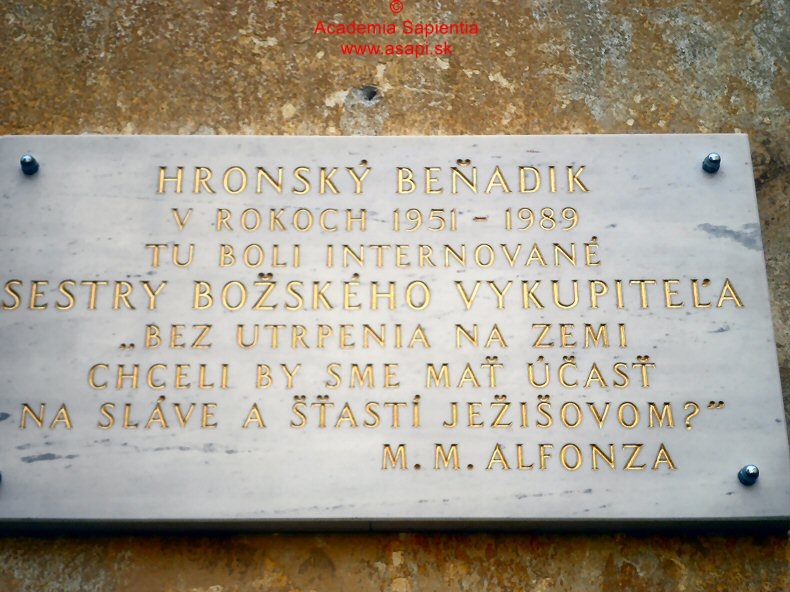 ©
Academia Sapientia
www.asapi.sk
HRONSKÝ BEŇADIK
V ROKOCH 1951 - 1989
TU BOLI INTERNOVANÉ
SESTRY BOŽSKÉHO VYKUPITEĽA
„BEZ UTRPENIA NA ZEMI
CHCELI BY SME MAŤ ÚČASŤ
NA SLÁVE A ŠŤASTÍ JEŽIŠOVOM?“
M. M. ALFONZA